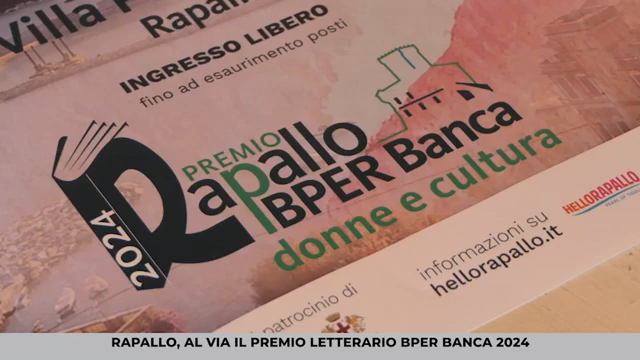 Villa
Rapa
INGRESSO LIBERO
fino ad esaurimento posti
2024
PREMIO
Rapallo
BPER Banca
donne e cultura
HELLORAPALLO
informazioni su
hellorapallo.it
patrocinio di
RAPALLO, AL VIA IL PREMIO LETTERARIO BPER BANCA 2024